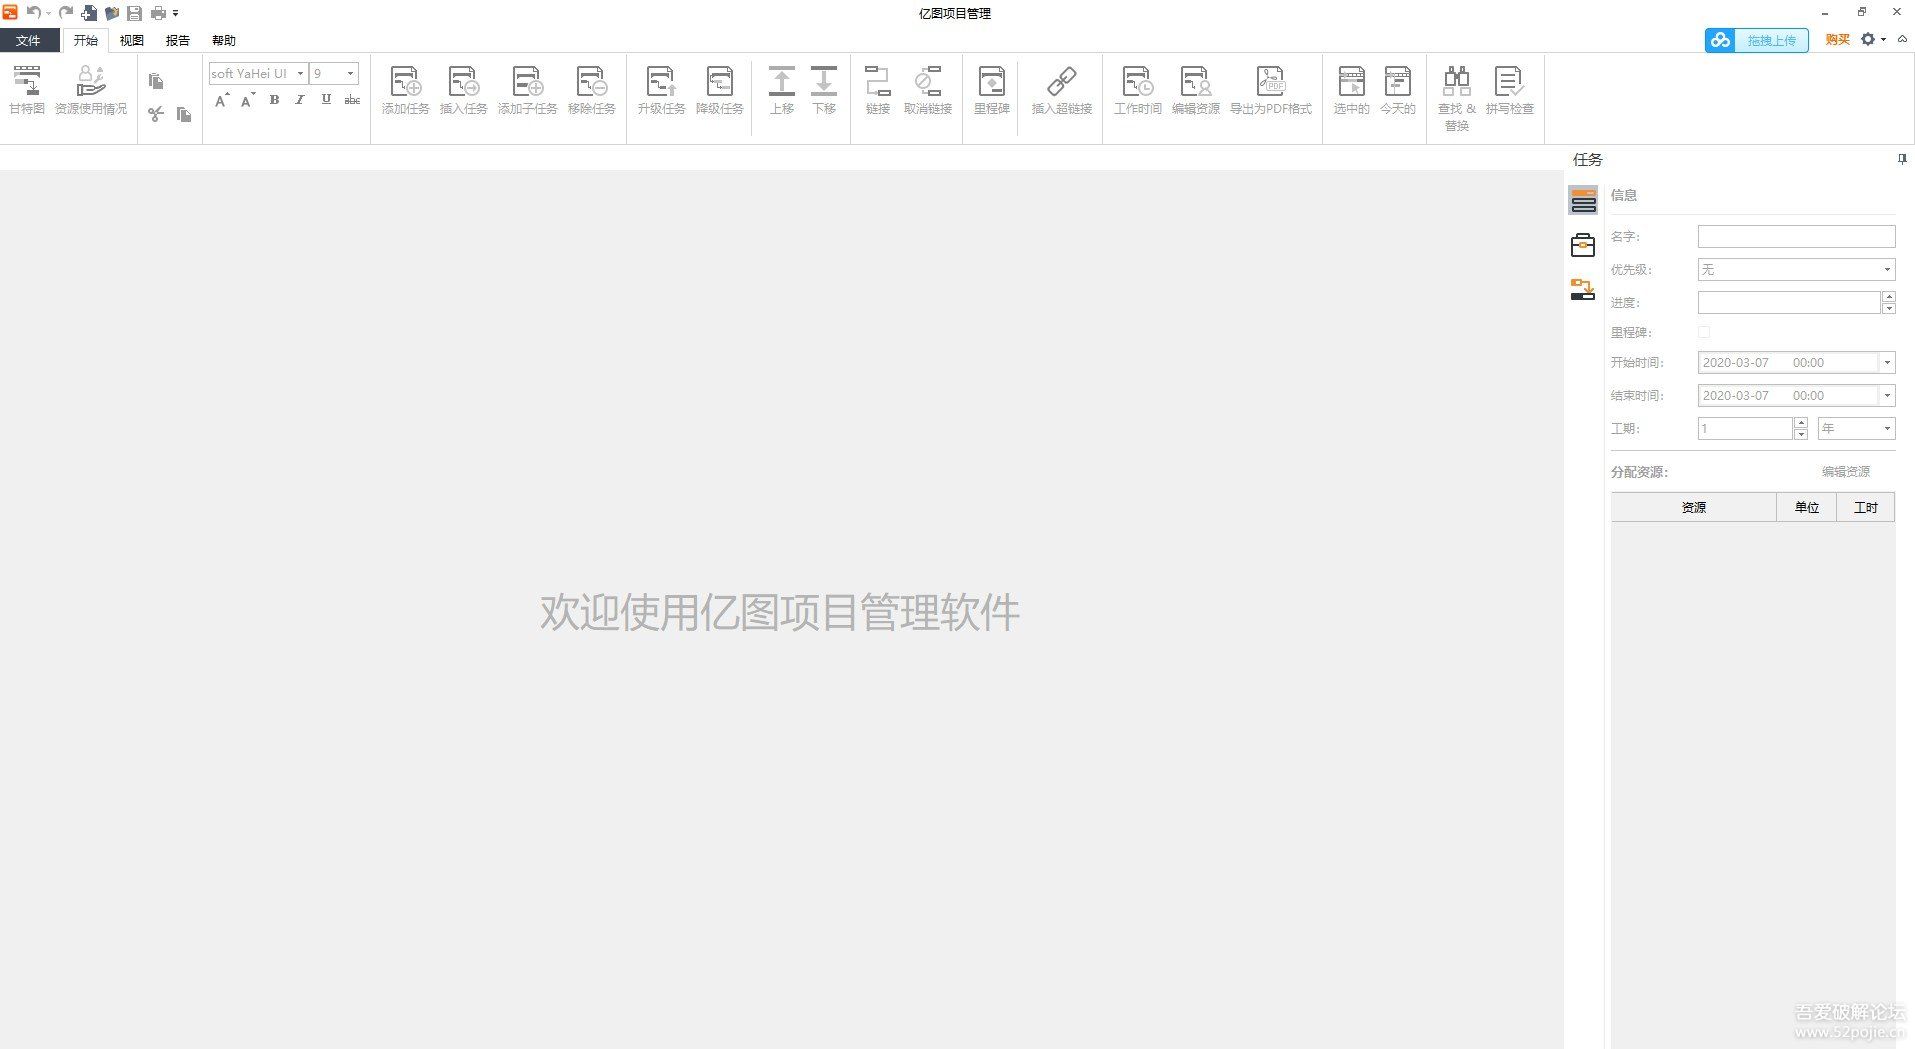 亿图项目管理
文件 开始 视图 报告 帮助 拖拽上传 购买
soft YaHei UI 9
A A B I U abc
甘特图 资源使用情况 添加任务 插入任务 添加子任务 移除任务 升级任务 降级任务 上移 下移 链接 取消链接 里程碑 插入超链接 工作时间 编辑资源 导出为PDF格式 选中的 今天的 查找 & 替换 拼写检查
PDF
任务
信息
名字:
优先级: 无
进度:
里程碑:
开始时间: 2020-03-07 00:00
结束时间: 2020-03-07 00:00
工期: 1 年
分配资源: 编辑资源
资源 单位 工时
欢迎使用亿图项目管理软件
吾爱破解论坛
www.52pojie.cn